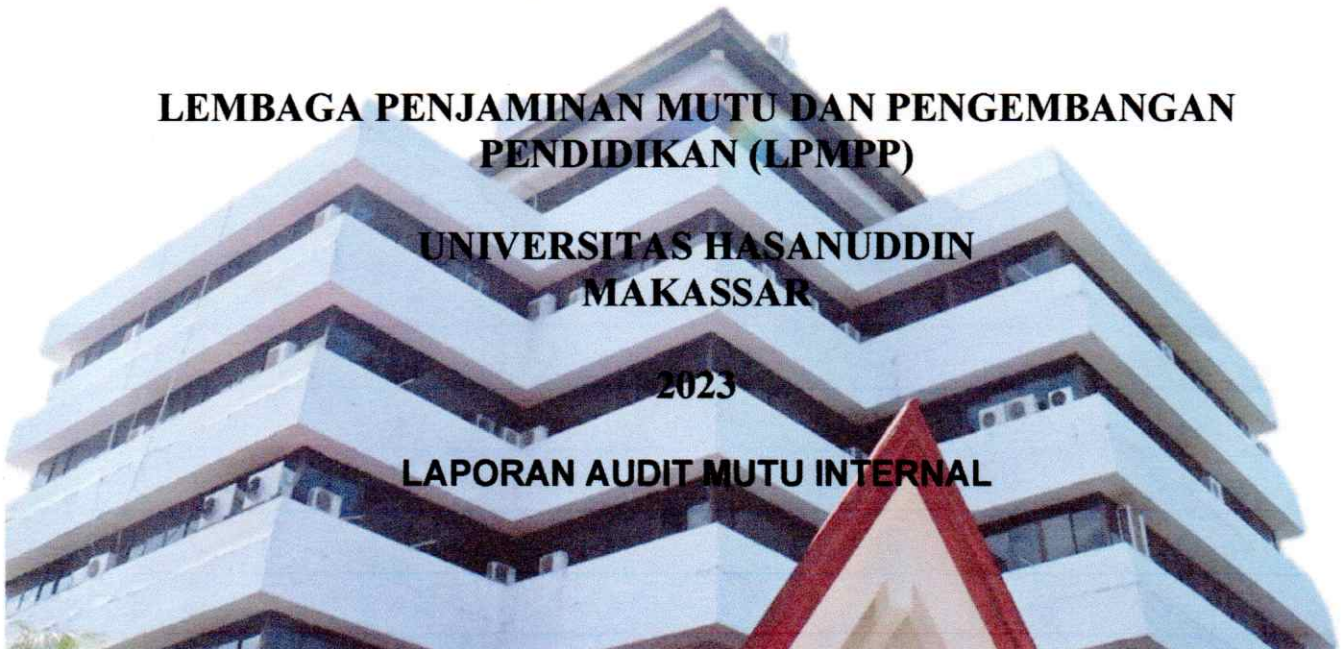 LEMBAGA PENJAMINAN MUTU DAN PENGEMBANGAN
PENDIDIKAN (LPMPP)
UNIVERSITAS HASANUDDIN
MAKASSAR
2023
LAPORAN AUDIT MUTU INTERNAL